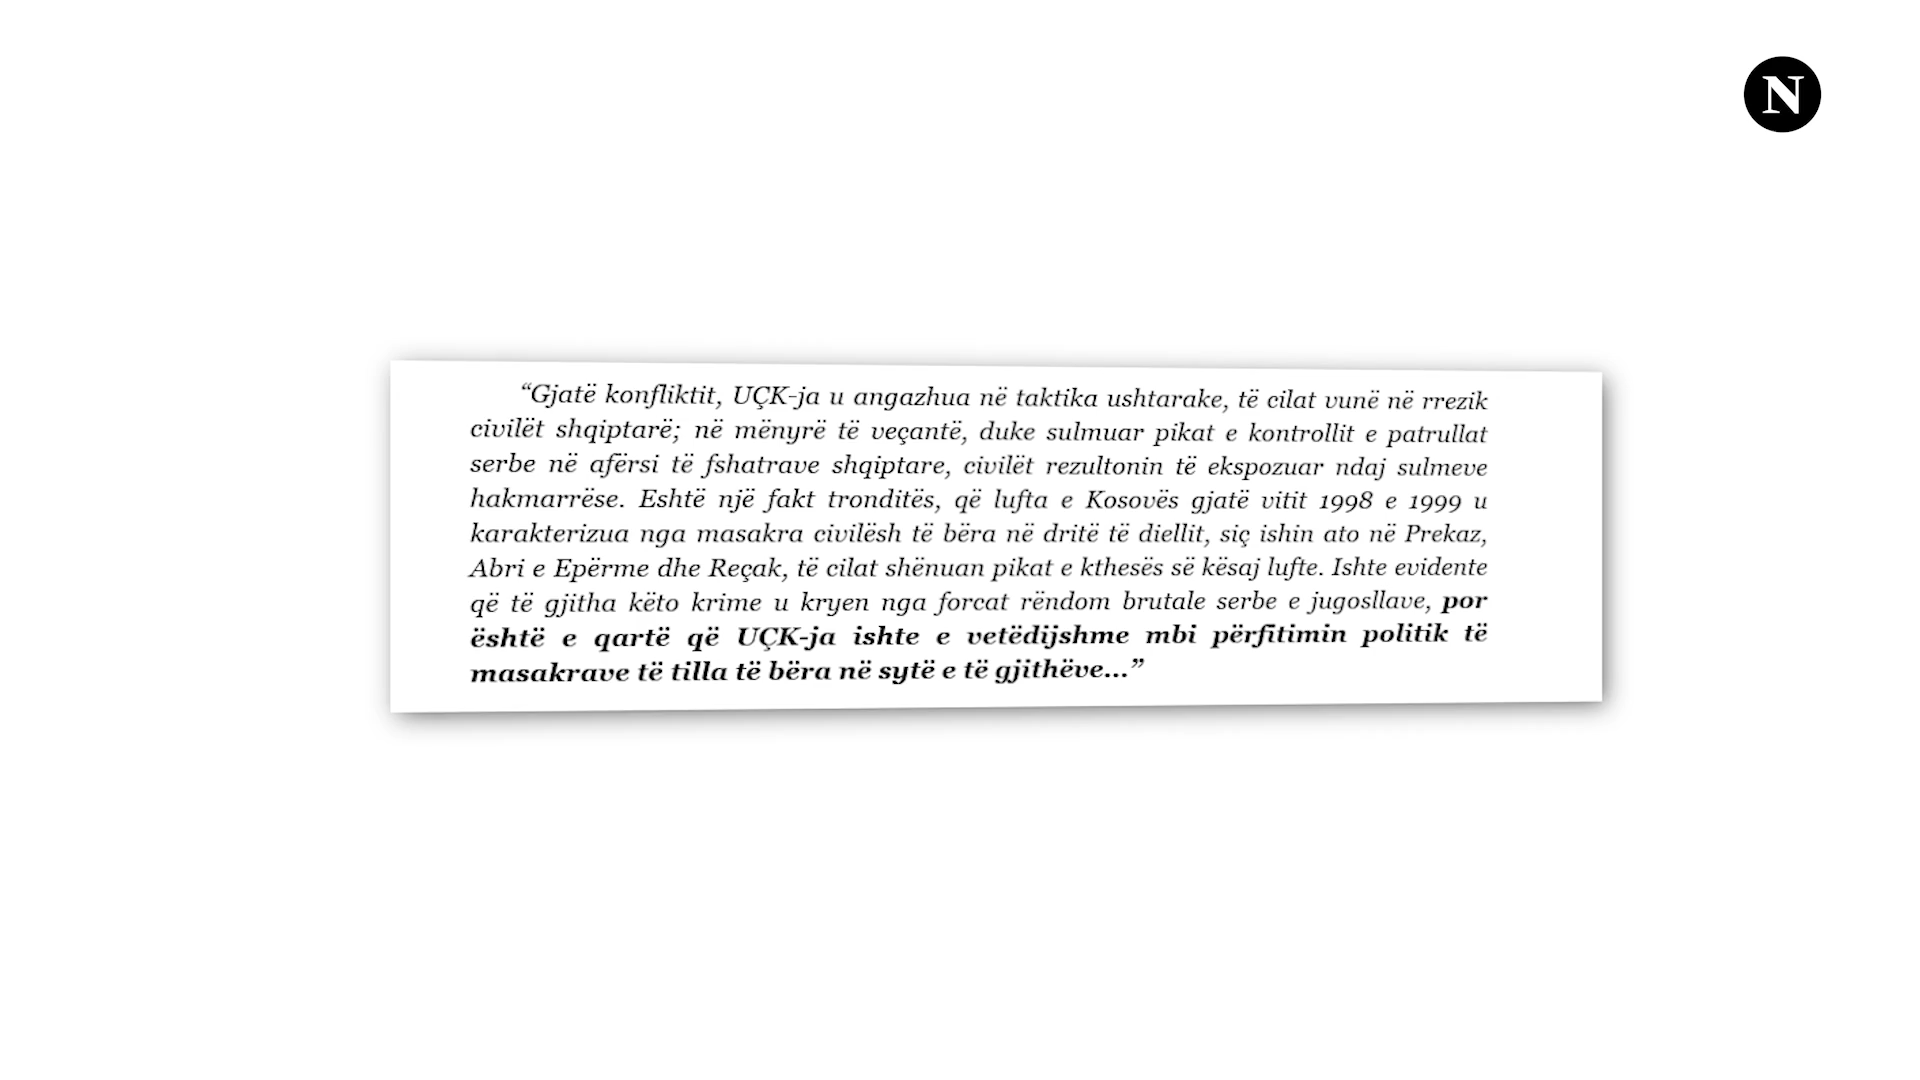 N
“Gjatë konfliktit, UÇK-ja u angazhua në taktika ushtarake, të cilat vunë në rrezik
civilët shqiptarë; në mënyrë të veçantë, duke sulmuar pikat e kontrollit e patrullat
serbe në afërsi të fshatrave shqiptare, civilët rezultonin të ekspozuar ndaj sulmeve
hakmarrëse. Eshtë një fakt tronditës, që lufta e Kosovës gjatë vitit 1998 e 1999 u
karakterizua nga masakra civilësh të bëra në dritë të diellit, siç ishin ato në Prekaz,
Abri e Epërme dhe Reçak, të cilat shënuan pikat e kthesës së kësaj lufte. Ishte evidente
që të gjitha këto krime u kryen nga forcat rëndom brutale serbe e jugosllave, por
është e qartë që UÇK-ja ishte e vetëdijshme mbi përfitimin politik të
masakrave të tilla të bëra në sytë e të gjithëve...”